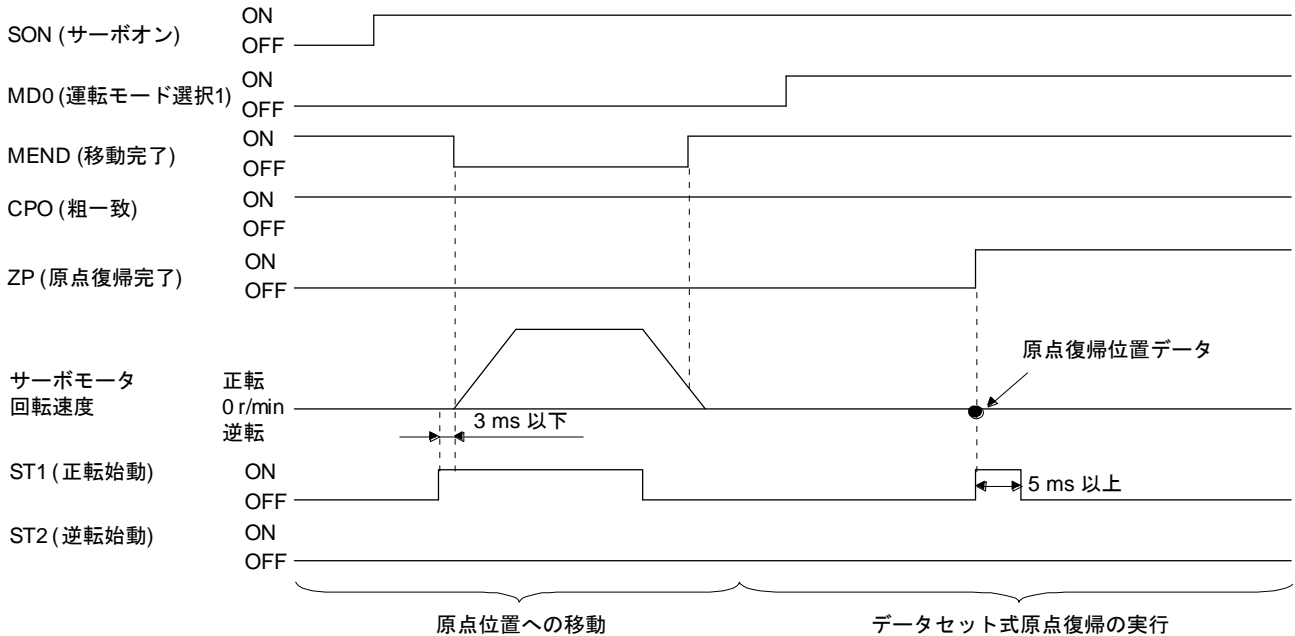 SON (サーボオン)
ON
OFF
MD0 (運転モード選択1)
ON
OFF
MEND (移動完了)
ON
OFF
CPO (粗一致)
ON
OFF
ZP (原点復帰完了)
ON
OFF
原点復帰位置データ
サーボモータ
回転速度
正転
0 r/min
逆転
3 ms 以下
ST1 (正転始動)
ON
OFF
5 ms 以上
ST2 (逆転始動)
ON
OFF
原点位置への移動
データセット式原点復帰の実行